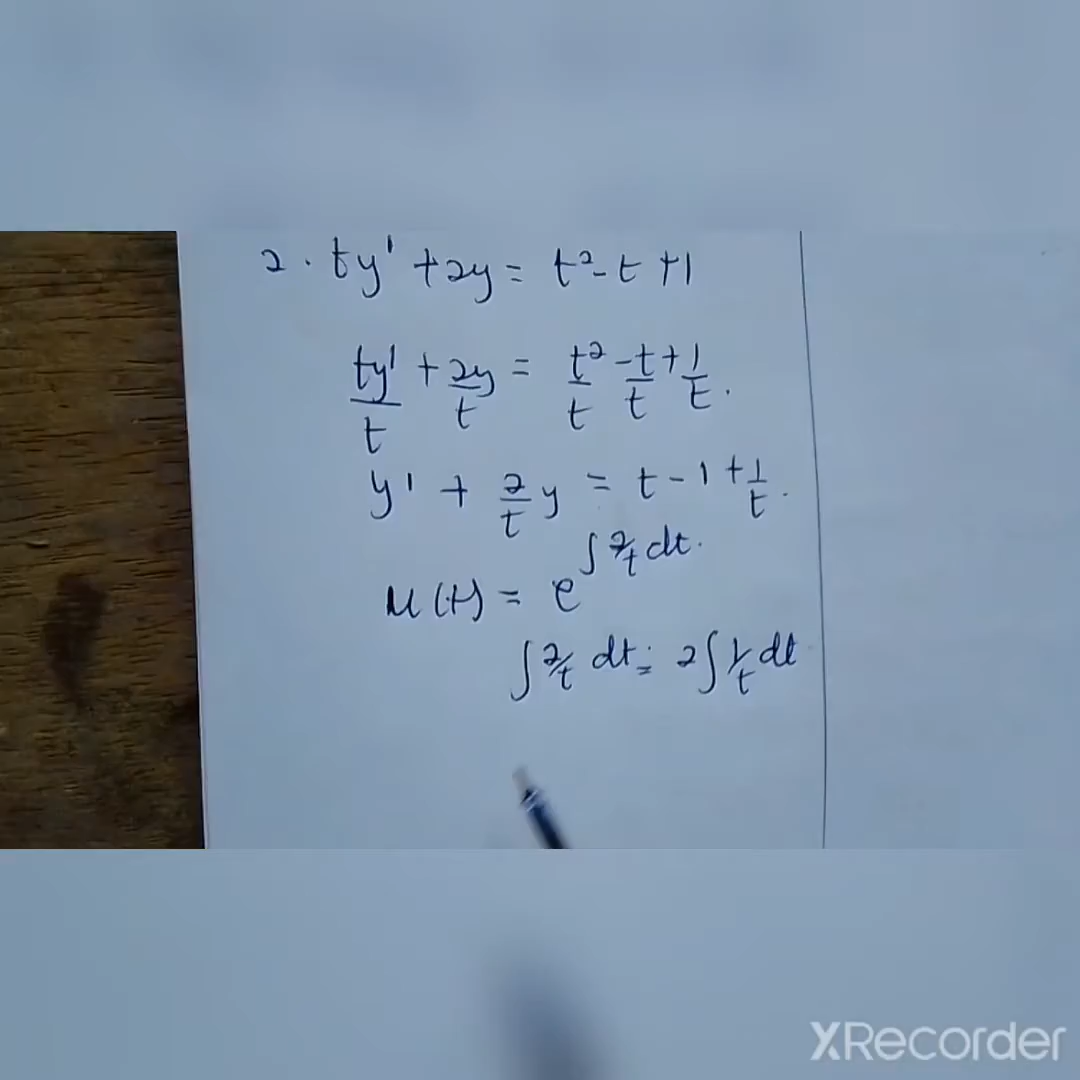 2. ty' + 2y = t² - t + 1
ty'/t + 2y/t = t²/t - t/t + 1/t.
y' + 2/t y = t - 1 + 1/t.
μ(t) = e^∫2/t dt.
∫2/t dt = 2∫1/t dt
XRecorder